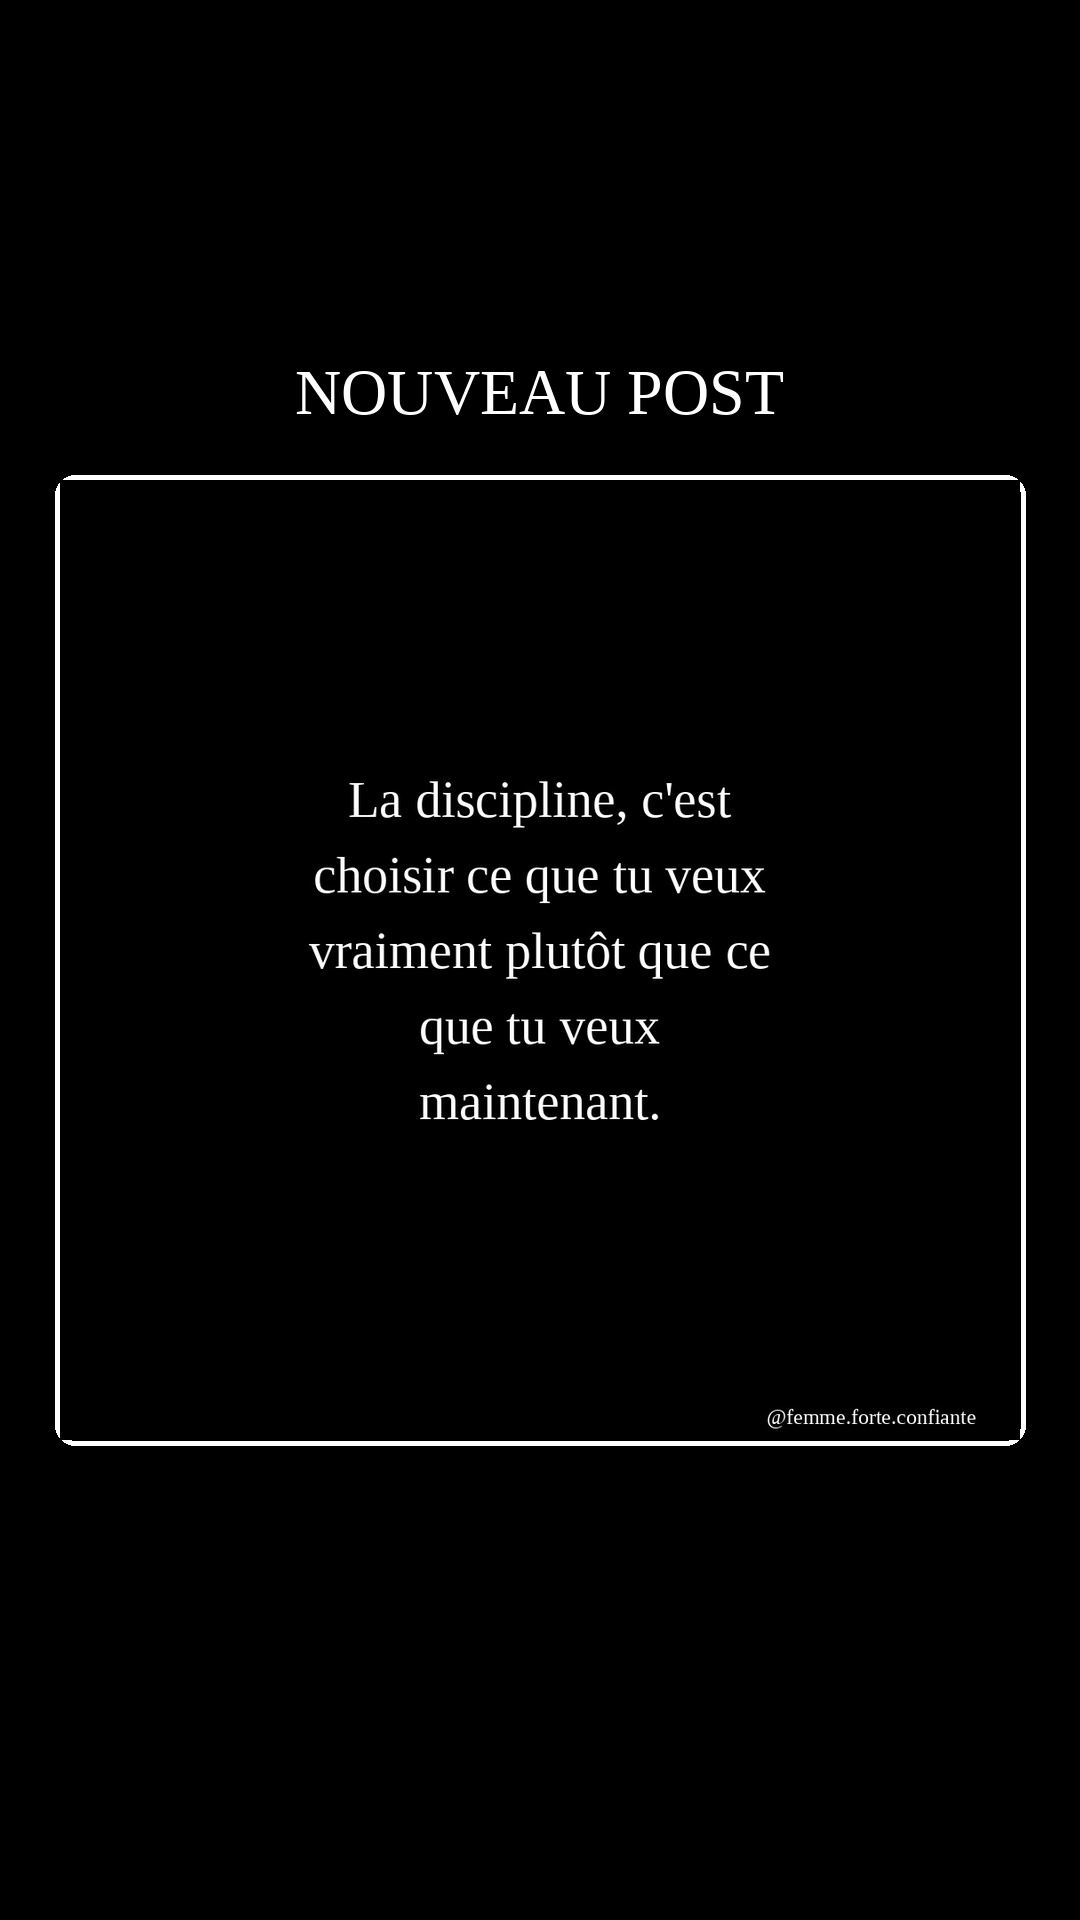 NOUVEAU POST
La discipline, c'est
choisir ce que tu veux
vraiment plutôt que ce
que tu veux
maintenant.
@femme.forte.confiante